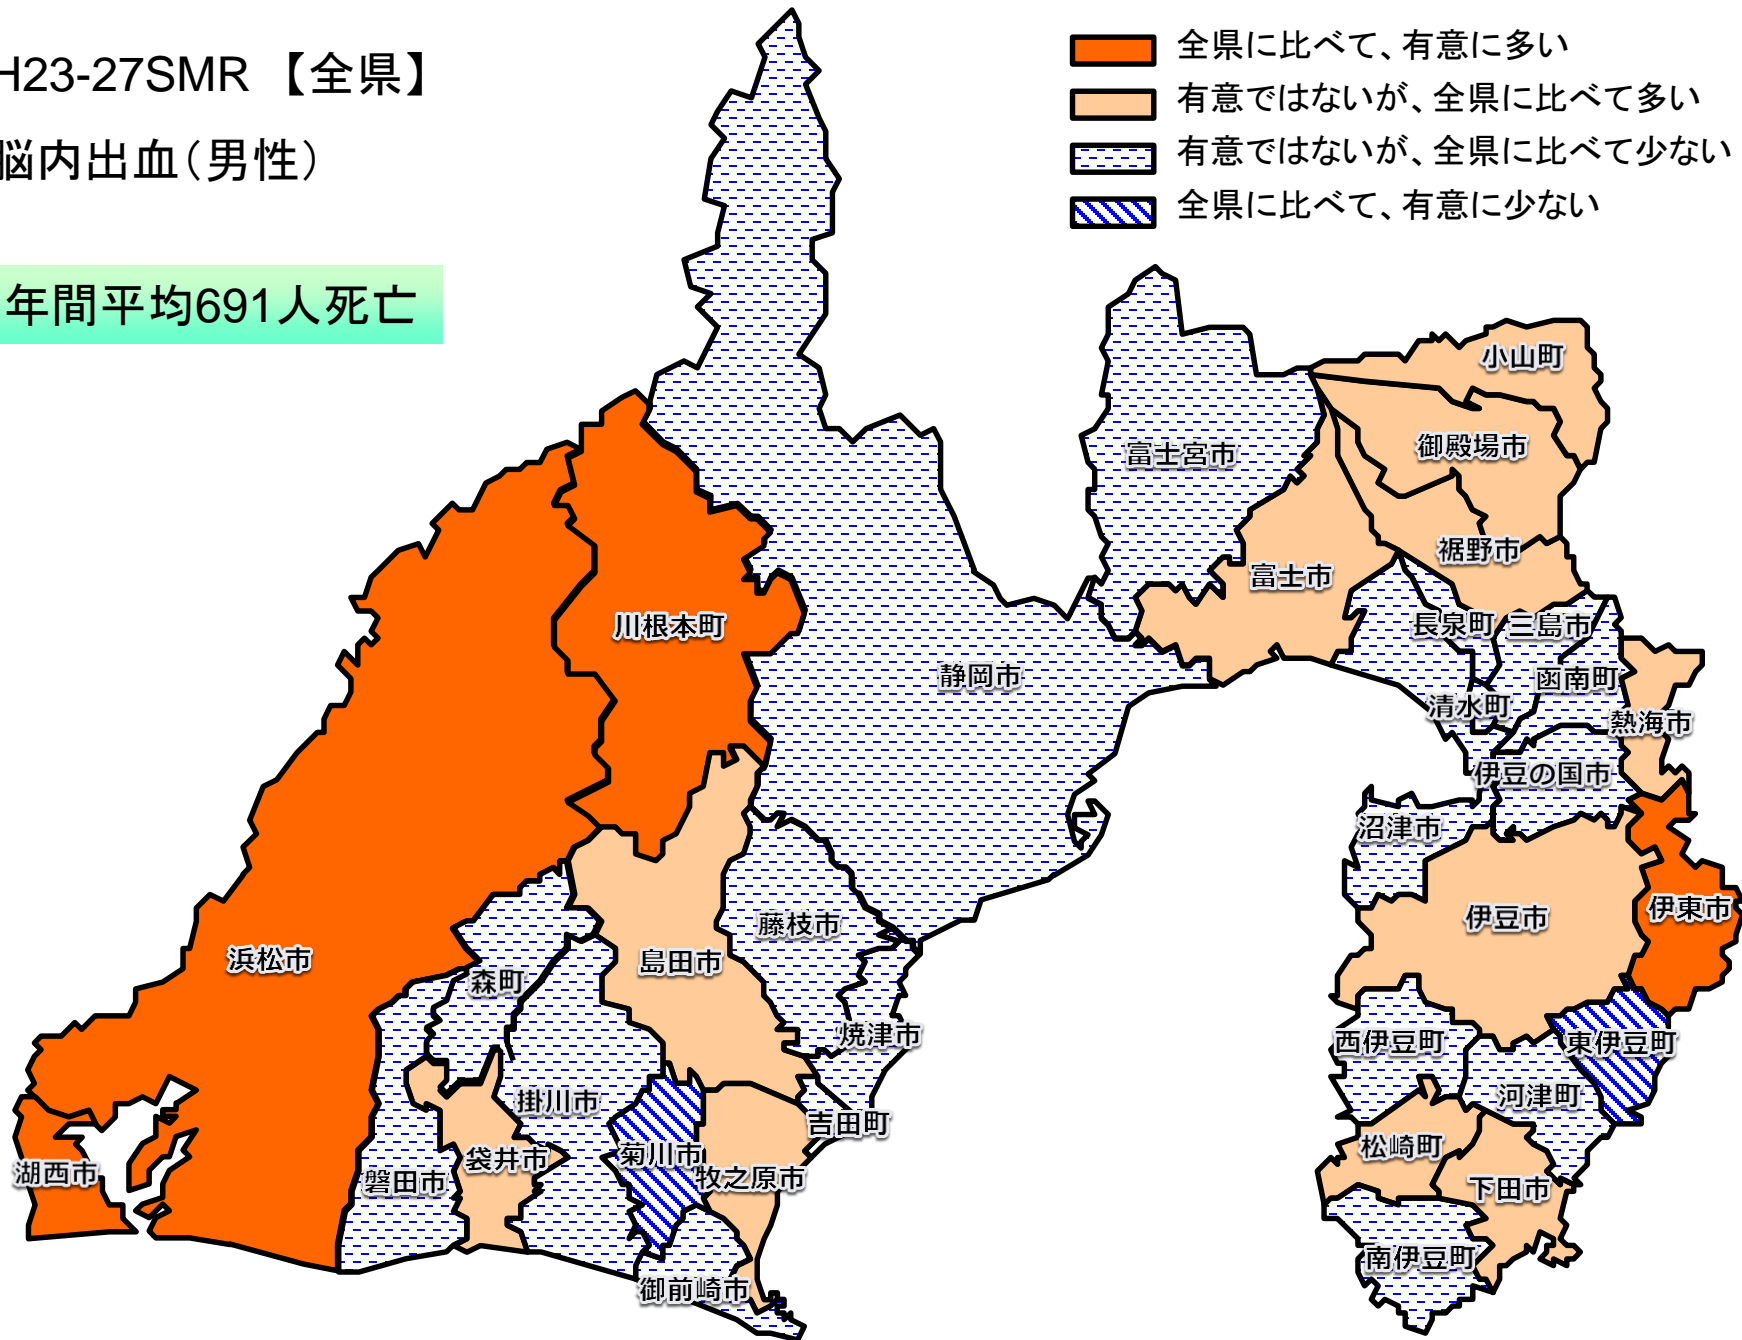 H23-27SMR 【全県】
脳内出血(男性)
年間平均691人死亡
全県に比べて、有意に多い
有意ではないが、全県に比べて多い
有意ではないが、全県に比べて少ない
全県に比べて、有意に少ない
小山町
御殿場市
富士宮市
裾野市
富士市
川根本町
長泉町
三島市
静岡市
函南町
清水町
熱海市
伊豆の国市
沼津市
伊東市
伊豆市
藤枝市
浜松市
島田市
森町
焼津市
西伊豆町
東伊豆町
河津町
掛川市
吉田町
松崎町
菊川市
袋井市
湖西市
磐田市
牧之原市
下田市
南伊豆町
御前崎市